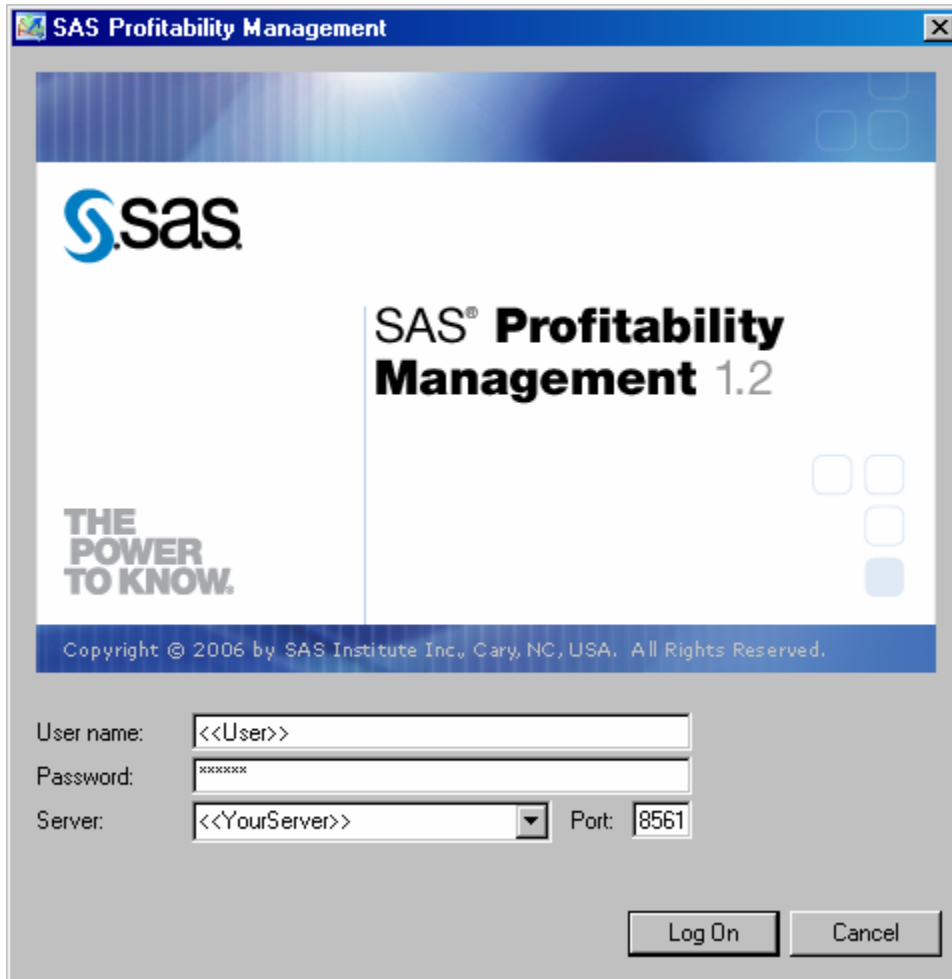 SAS Profitability Management
sas.
SAS® Profitability
Management 1.2
THE
POWER
TO KNOW.
Copyright © 2006 by SAS Institute Inc., Cary, NC, USA. All Rights Reserved.
User name: <<User>>
Password: ******
Server: <<YourServer>> Port: 8561
Log On Cancel